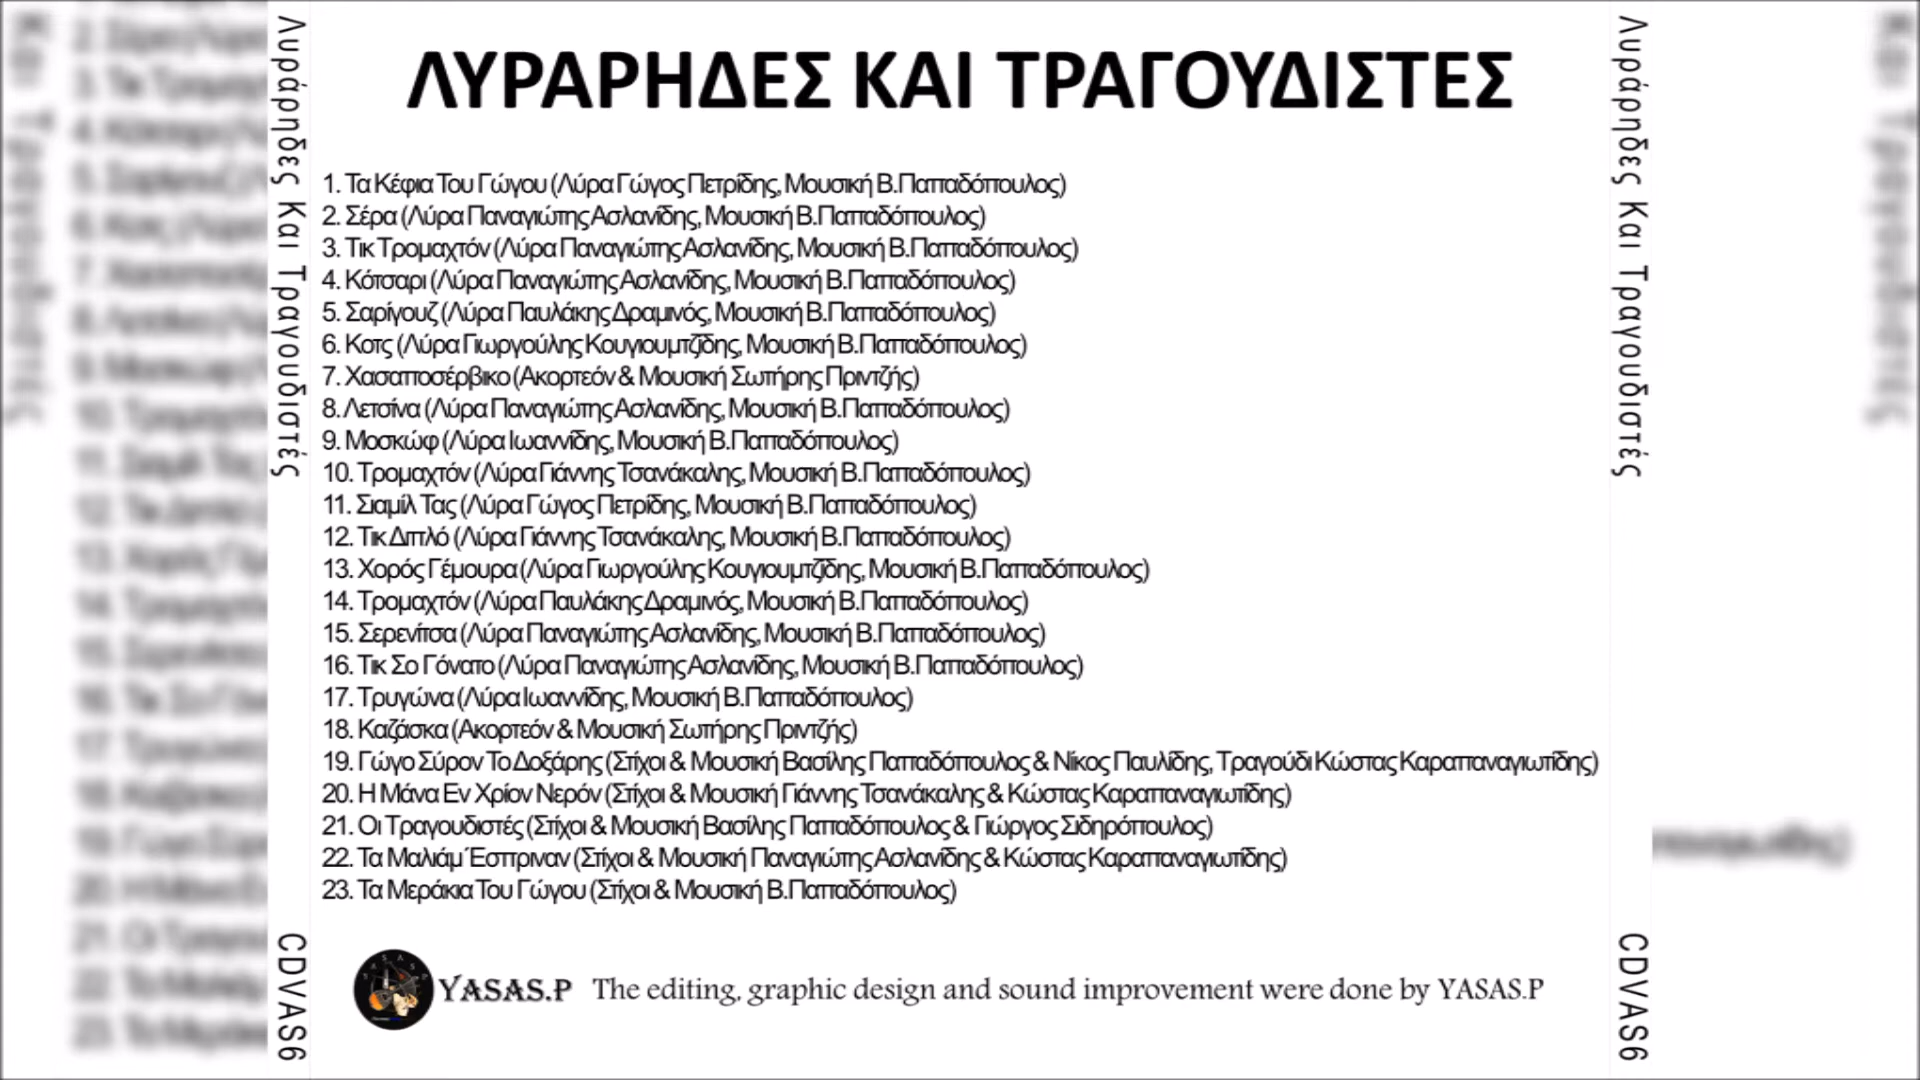 ΛΥΡΑΡΗΔΕΣ ΚΑΙ ΤΡΑΓΟΥΔΙΣΤΕΣ
1. Τα Κέφια Του Γώγου (Λύρα Γώγος Πετρίδης, Μουσική Β.Παπαδόπουλος)
2. Σέρα (Λύρα Παναγιώτης Ασλανίδης, Μουσική Β.Παπαδόπουλος)
3. Τικ Τρομαχτόν (Λύρα Παναγιώτης Ασλανίδης, Μουσική Β.Παπαδόπουλος)
4. Κότσαρι (Λύρα Παναγιώτης Ασλανίδης, Μουσική Β.Παπαδόπουλος)
5. Σαρίγουζ (Λύρα Παυλάκης Δραμινός, Μουσική Β.Παπαδόπουλος)
6. Κοτς (Λύρα Γιωργούλης Κουγιουμτζίδης, Μουσική Β.Παπαδόπουλος)
7. Χασαποσέρβικο (Ακορτεόν & Μουσική Σωτήρης Πριντζής)
8. Λετσίνα (Λύρα Παναγιώτης Ασλανίδης, Μουσική Β.Παπαδόπουλος)
9. Μοσκώφ (Λύρα Ιωαννίδης, Μουσική Β.Παπαδόπουλος)
10. Τρομαχτόν (Λύρα Γιάννης Τσανάκαλης, Μουσική Β.Παπαδόπουλος)
11. Σιαμίλ Τας (Λύρα Γώγος Πετρίδης, Μουσική Β.Παπαδόπουλος)
12. Τικ Διπλό (Λύρα Γιάννης Τσανάκαλης, Μουσική Β.Παπαδόπουλος)
13. Χορός Γέμουρα (Λύρα Γιωργούλης Κουγιουμτζίδης, Μουσική Β.Παπαδόπουλος)
14. Τρομαχτόν (Λύρα Παυλάκης Δραμινός, Μουσική Β.Παπαδόπουλος)
15. Σερενίτσα (Λύρα Παναγιώτης Ασλανίδης, Μουσική Β.Παπαδόπουλος)
16. Τικ Σο Γόνατο (Λύρα Παναγιώτης Ασλανίδης, Μουσική Β.Παπαδόπουλος)
17. Τρυγώνα (Λύρα Ιωαννίδης, Μουσική Β.Παπαδόπουλος)
18. Καζάσκα (Ακορτεόν & Μουσική Σωτήρης Πριντζής)
19. Γώγο Σύρον Το Δοξάρης (Στίχοι & Μουσική Βασίλης Παπαδόπουλος & Νίκος Παυλίδης, Τραγούδι Κώστας Καραπαναγιωτίδης)
20. Η Μάνα Εν Χρίον Νερόν (Στίχοι & Μουσική Γιάννης Τσανάκαλης & Κώστας Καραπαναγιωτίδης)
21. Οι Τραγουδιστές (Στίχοι & Μουσική Βασίλης Παπαδόπουλος & Γιώργος Σιδηρόπουλος)
22. Τα Μαλιάμ Έσπριναν (Στίχοι & Μουσική Παναγιώτης Ασλανίδης & Κώστας Καραπαναγιωτίδης)
23. Τα Μεράκια Του Γώγου (Στίχοι & Μουσική Β.Παπαδόπουλος)
YASAS.P The editing, graphic design and sound improvement were done by YASAS.P
Λυράρηδες Και Τραγουδιστές
CDVAS6
Λυράρηδες Και Τραγουδιστές
CDVAS6